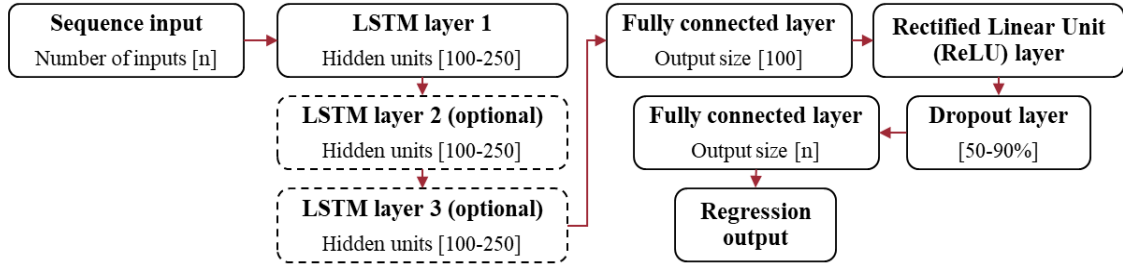 Sequence input
Number of inputs [n]
LSTM layer 1
Hidden units [100-250]
LSTM layer 2 (optional)
Hidden units [100-250]
LSTM layer 3 (optional)
Hidden units [100-250]
Fully connected layer
Output size [100]
Rectified Linear Unit
(ReLU) layer
Dropout layer
[50-90%]
Fully connected layer
Output size [n]
Regression
output